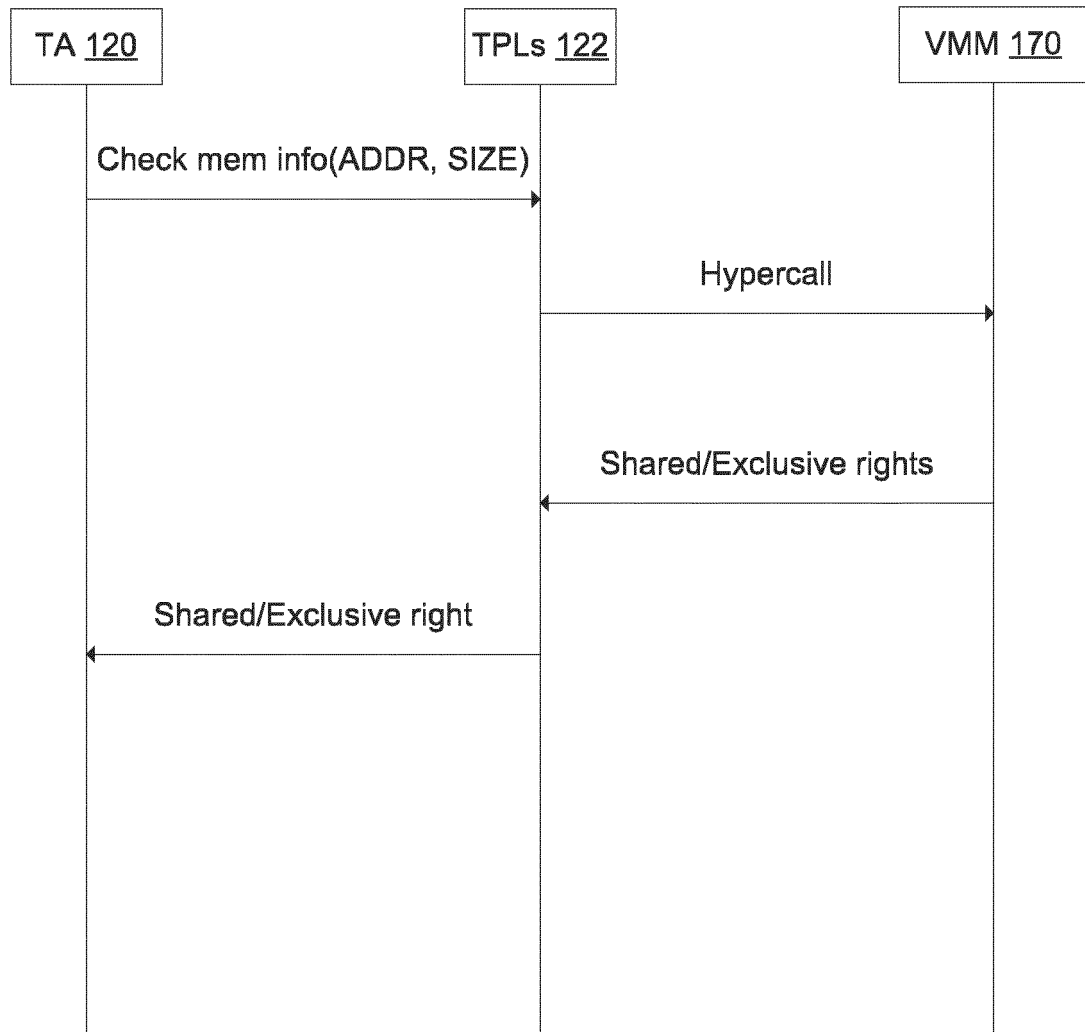 TA 120
TPLs 122
VMM 170
Check mem info(ADDR, SIZE)
Hypercall
Shared/Exclusive rights
Shared/Exclusive right